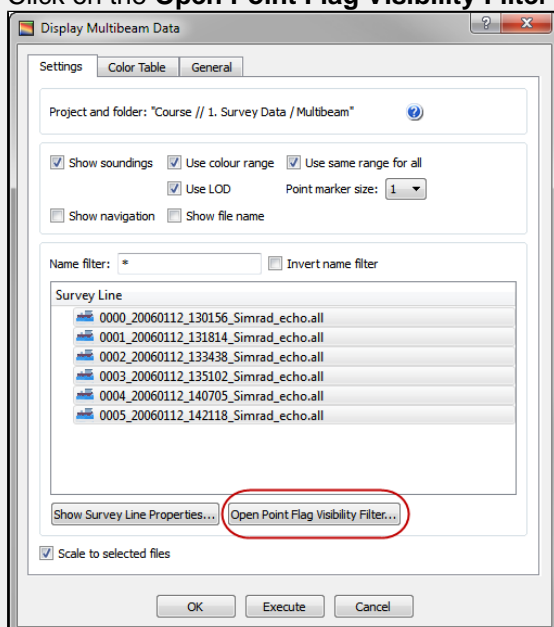 Click on the Open Point Flag Visibility Filter
Display Multibeam Data
Settings Color Table General
Project and folder: "Course // 1. Survey Data / Multibeam"
Show soundings Use colour range Use same range for all
Use LOD Point marker size: 1
Show navigation Show file name
Name filter: * Invert name filter
Survey Line
0000_20060112_130156_Simrad_echo.all
0001_20060112_131814_Simrad_echo.all
0002_20060112_133438_Simrad_echo.all
0003_20060112_135102_Simrad_echo.all
0004_20060112_140705_Simrad_echo.all
0005_20060112_142118_Simrad_echo.all
Show Survey Line Properties... Open Point Flag Visibility Filter...
Scale to selected files
OK Execute Cancel